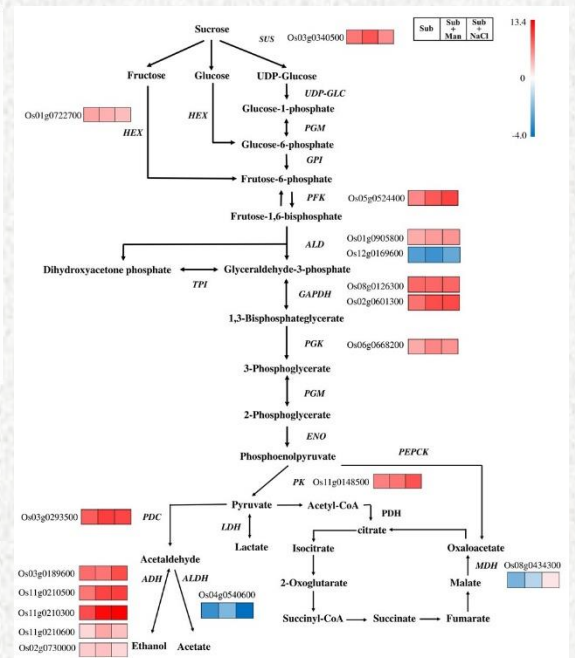 Sucrose
SUS
Os03g0340500
Sub
Sub + Man
Sub + NaCl
13.4
0
-4.0
Fructose
Glucose
UDP-Glucose
UDP-GLC
Os01g0722700
HEX
HEX
Glucose-1-phosphate
PGM
Glucose-6-phosphate
GPI
Frutose-6-phosphate
PFK
Os05g0524400
Frutose-1,6-bisphosphate
ALD
Os01g0905800
Os12g0169600
Dihydroxyacetone phosphate
TPI
Glyceraldehyde-3-phosphate
GAPDH
Os08g0126300
Os02g0601300
1,3-Bisphosphateglycerate
PGK
Os06g0668200
3-Phosphoglycerate
PGM
2-Phosphoglycerate
ENO
Phosphoenolpyruvate
PEPCK
PK
Os11g0148500
Os03g0293500
PDC
Pyruvate
Acetyl-CoA
PDH
LDH
citrate
Lactate
Isocitrate
Oxaloacetate
Acetaldehyde
MDH
Os08g0434300
Os03g0189600
ADH
ALDH
Os04g0540600
2-Oxoglutarate
Malate
Os11g0210500
Os11g0210300
Succinyl-CoA
Succinate
Fumarate
Os11g0210600
Os02g0730000
Ethanol
Acetate